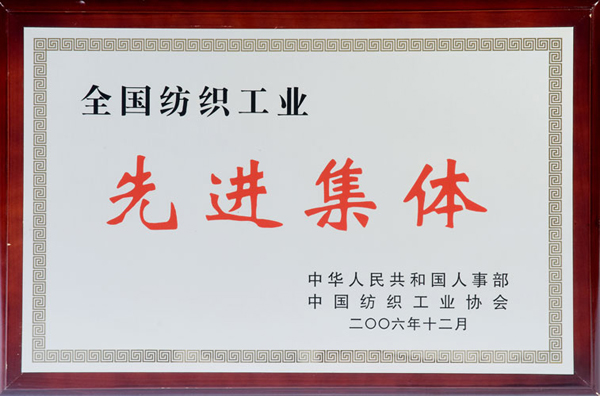 全国纺织工业
先进集体
中华人民共和国人事部
中国纺织工业协会
二〇〇六年十二月